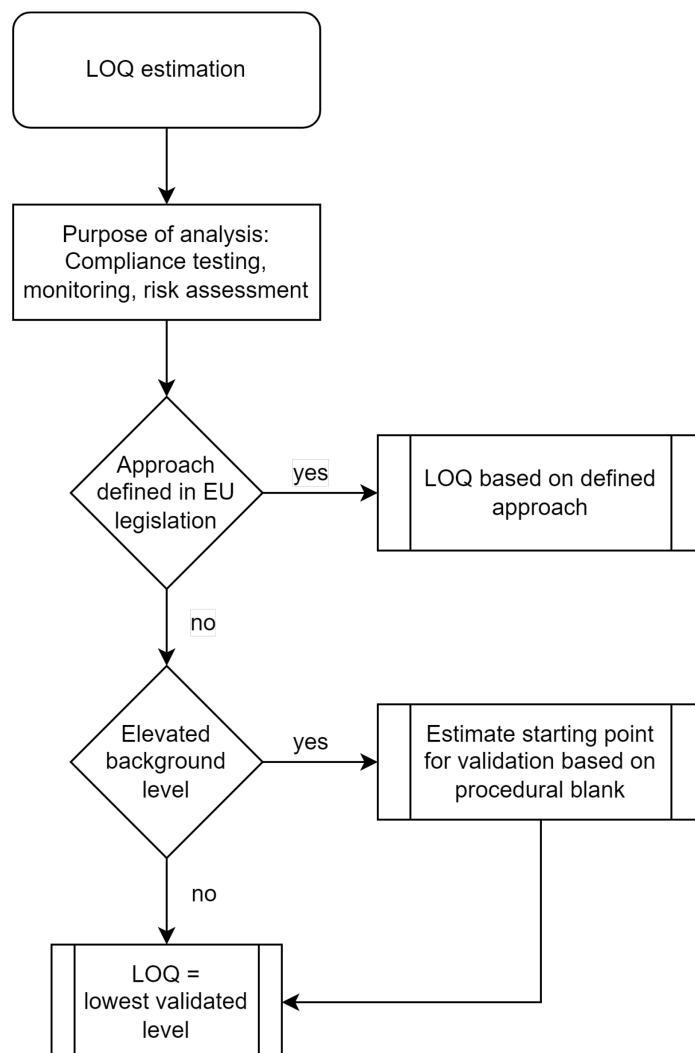 LOQ estimation
Purpose of analysis:
Compliance testing,
monitoring, risk assessment
Approach
defined in EU
legislation
yes
LOQ based on defined
approach
no
Elevated
background
level
yes
Estimate starting point
for validation based on
procedural blank
no
LOQ =
lowest validated
level